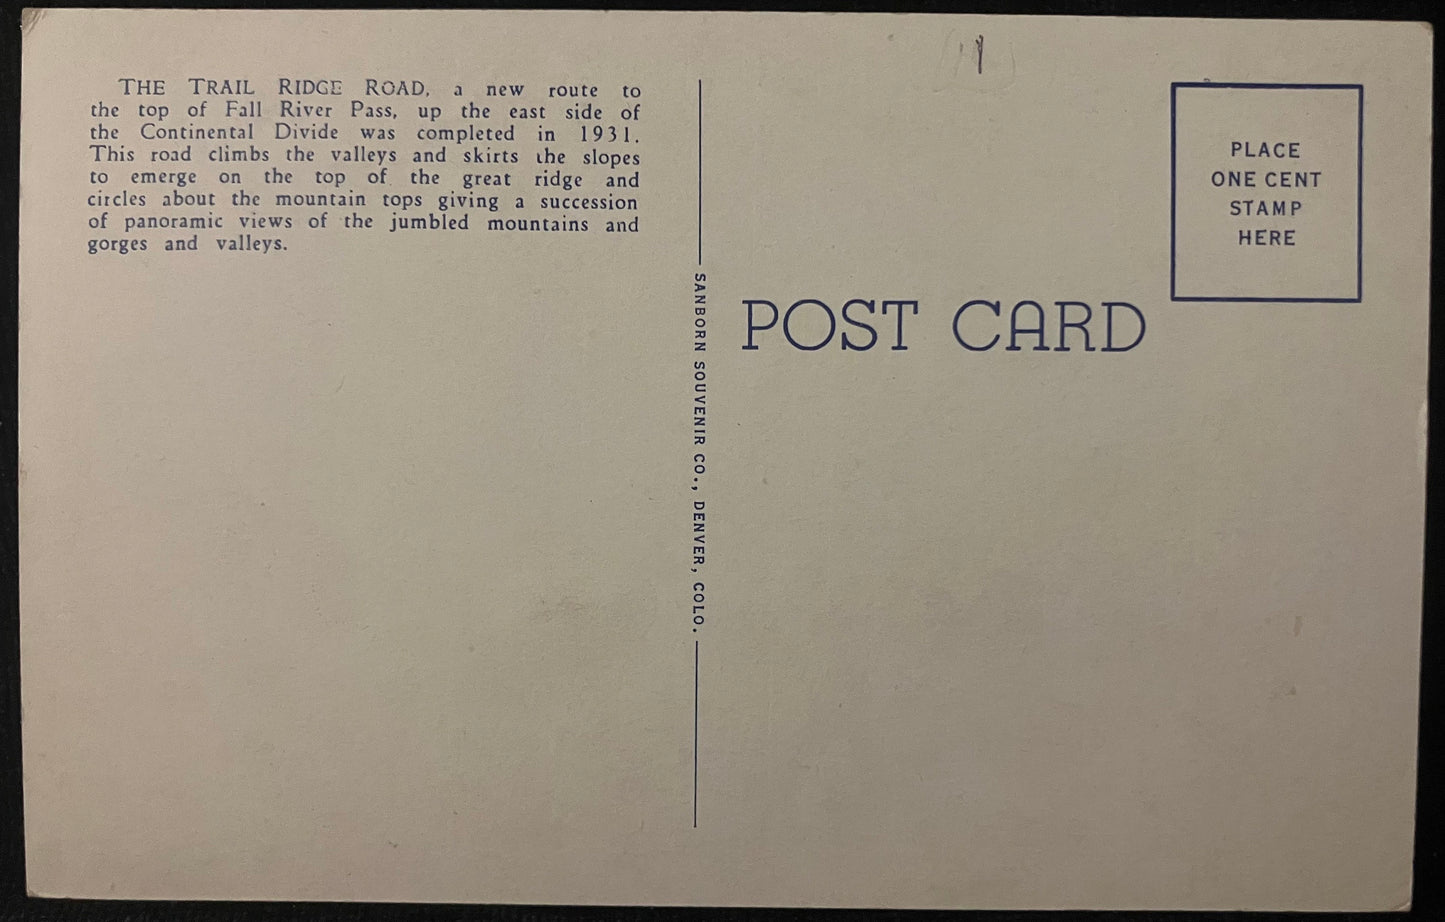 THE TRAIL RIDGE ROAD, a new route to
the top of Fall River Pass, up the east side of
the Continental Divide was completed in 1931.
This road climbs the valleys and skirts the slopes
to emerge on the top of the great ridge and
circles about the mountain tops giving a succession
of panoramic views of the jumbled mountains and
gorges and valleys.
SANBORN SOUVENIR CO., DENVER, COLO.
POST CARD
PLACE
ONE CENT
STAMP
HERE